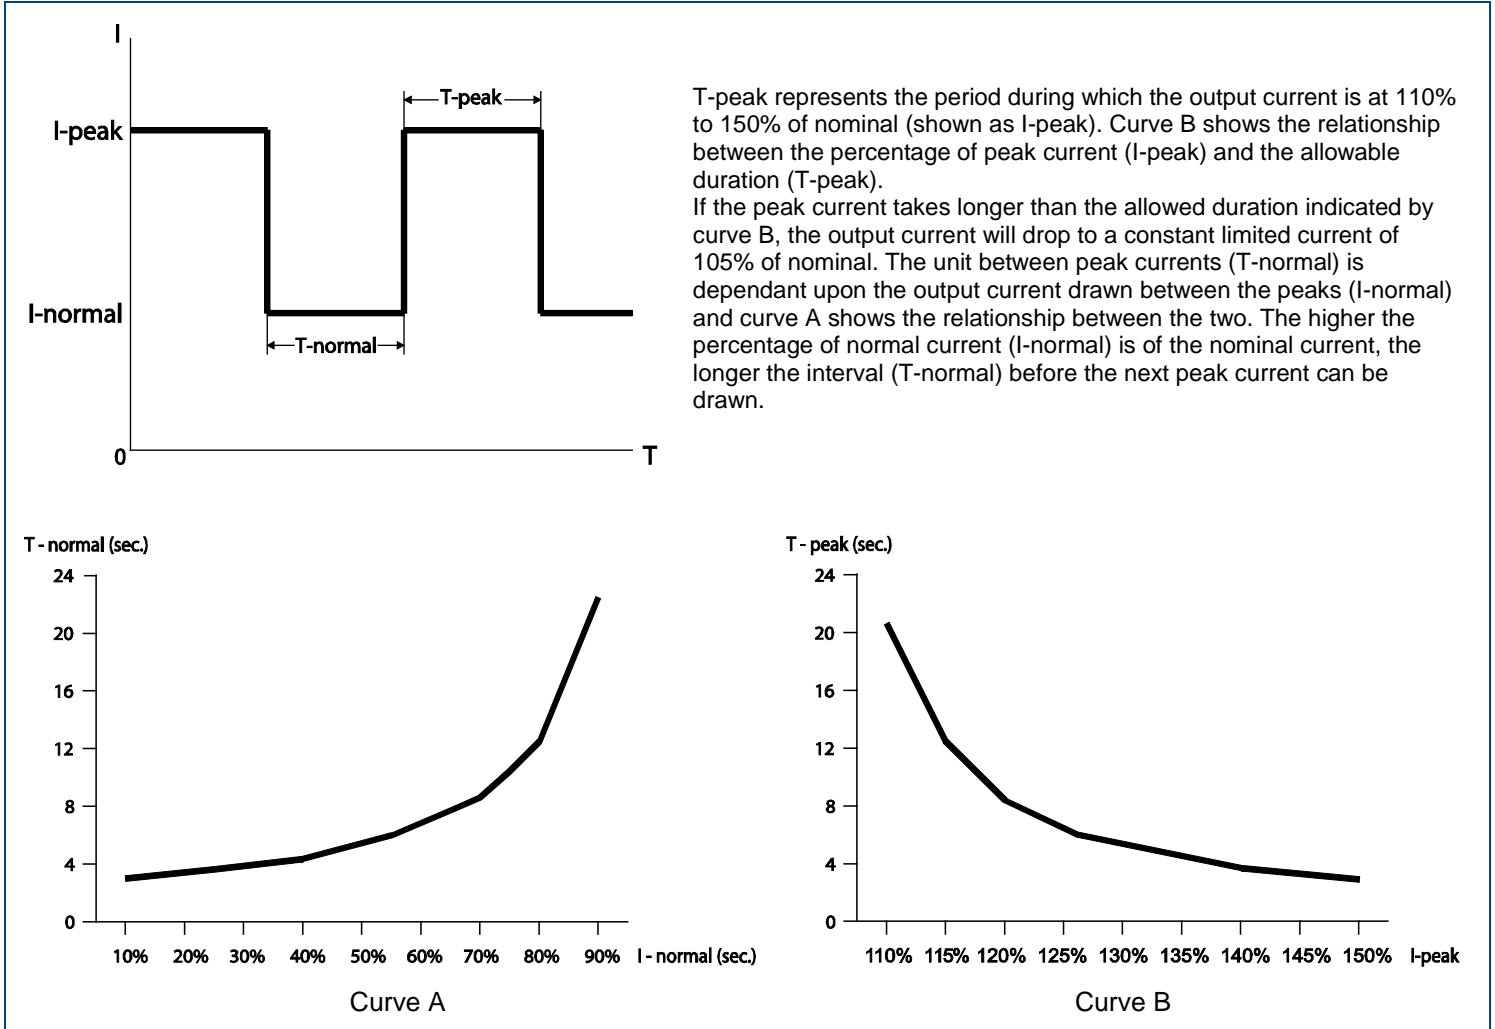 I
I-peak
T-peak
I-normal
T-normal
0
T
T-peak represents the period during which the output current is at 110%
to 150% of nominal (shown as I-peak). Curve B shows the relationship
between the percentage of peak current (I-peak) and the allowable
duration (T-peak).
If the peak current takes longer than the allowed duration indicated by
curve B, the output current will drop to a constant limited current of
105% of nominal. The unit between peak currents (T-normal) is
dependant upon the output current drawn between the peaks (I-normal)
and curve A shows the relationship between the two. The higher the
percentage of normal current (I-normal) is of the nominal current, the
longer the interval (T-normal) before the next peak current can be
drawn.
T - normal (sec.)
24
20
16
12
8
4
0
10% 20% 30% 40% 50% 60% 70% 80% 90% I - normal (sec.)
Curve A
T - peak (sec.)
24
20
16
12
8
4
0
110% 115% 120% 125% 130% 135% 140% 145% 150% I-peak
Curve B